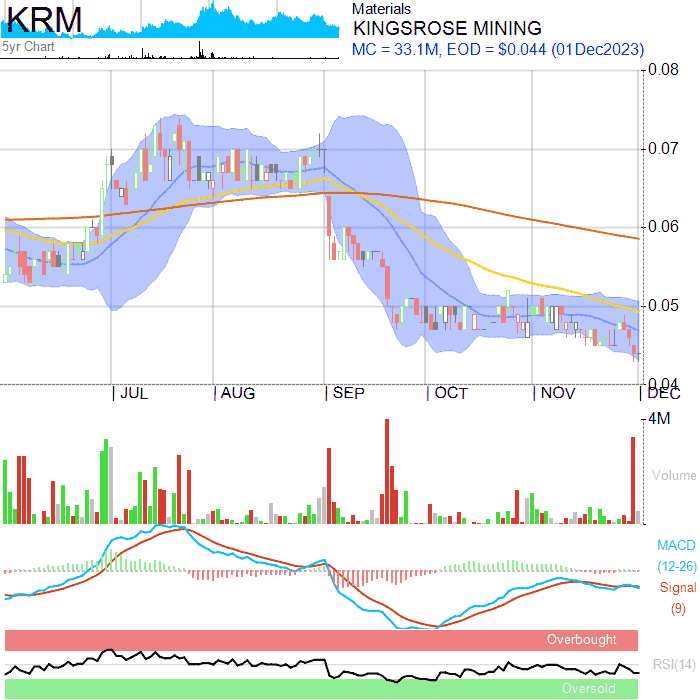 KRM
5yr Chart
Materials
KINGSROSE MINING
MC = 33.1M, EOD = $0.044 (01Dec2023)
0.08
0.07
0.06
0.05
0.04
JUL AUG SEP OCT NOV DEC
4M
Volume
MACD
(12-26)
Signal
(9)
Overbought
RSI(14)
Oversold